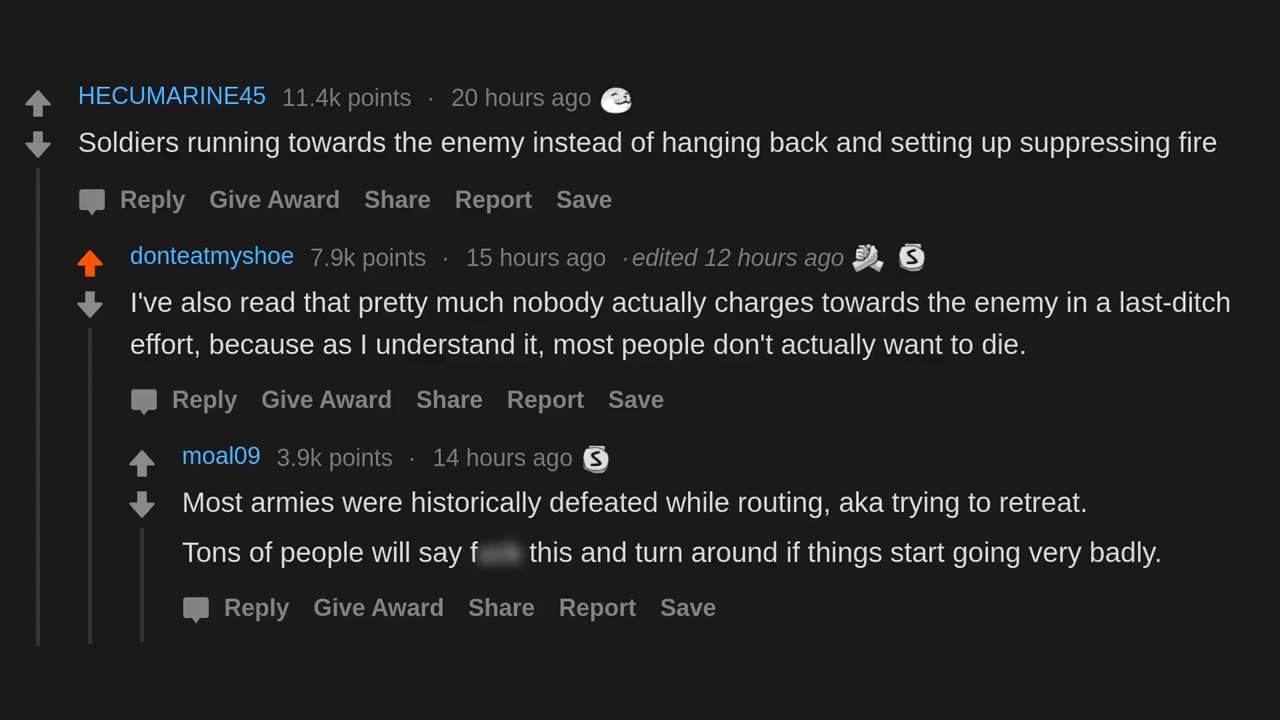 HECUMARINE45 11.4k points · 20 hours ago
Soldiers running towards the enemy instead of hanging back and setting up suppressing fire
Reply Give Award Share Report Save
donteatmyshoe 7.9k points · 15 hours ago · edited 12 hours ago S
I've also read that pretty much nobody actually charges towards the enemy in a last-ditch
effort, because as I understand it, most people don't actually want to die.
Reply Give Award Share Report Save
moal09 3.9k points · 14 hours ago S
Most armies were historically defeated while routing, aka trying to retreat.
Tons of people will say f this and turn around if things start going very badly.
Reply Give Award Share Report Save